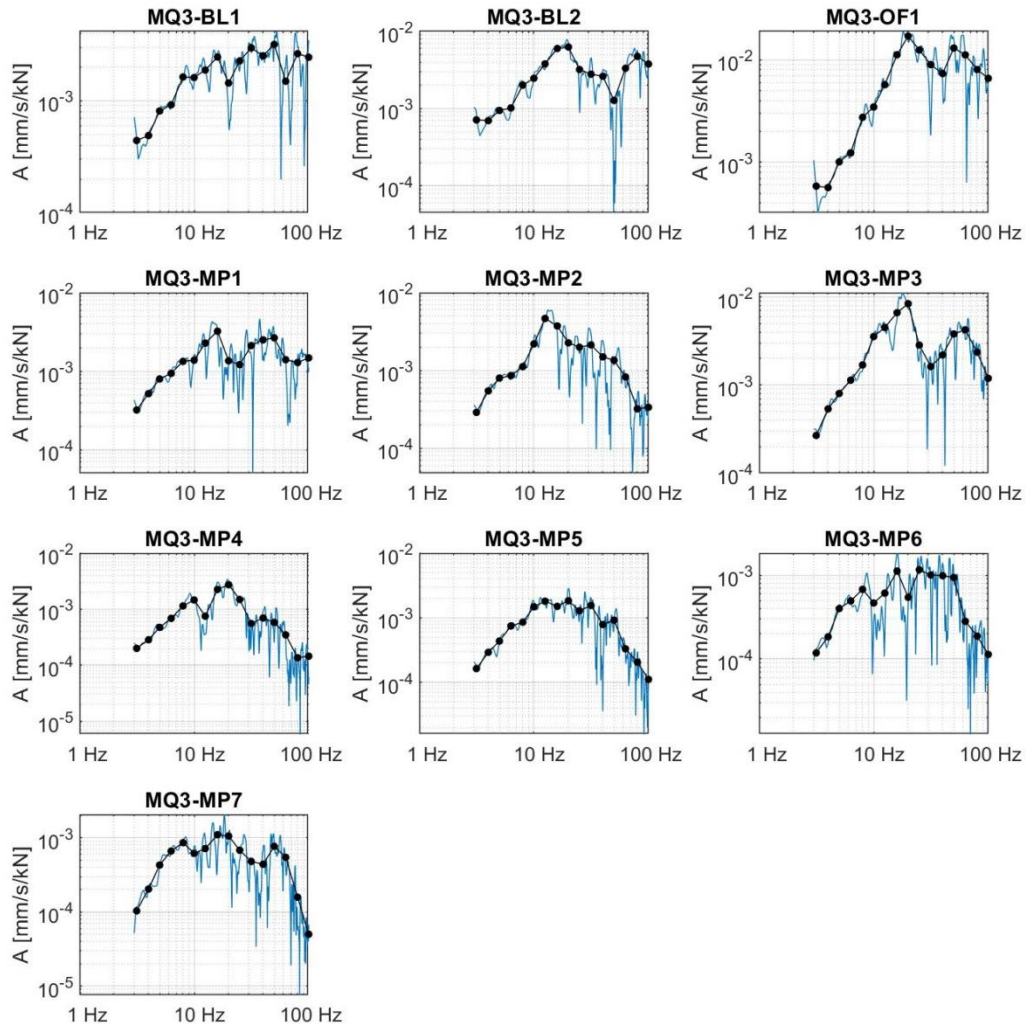 MQ3-BL1 MQ3-BL2 MQ3-OF1
A [mm/s/kN] 10^-3 10^-4
A [mm/s/kN] 10^-2 10^-3 10^-4
A [mm/s/kN] 10^-2 10^-3
1 Hz 10 Hz 100 Hz 1 Hz 10 Hz 100 Hz 1 Hz 10 Hz 100 Hz
MQ3-MP1 MQ3-MP2 MQ3-MP3
A [mm/s/kN] 10^-2 10^-3 10^-4
A [mm/s/kN] 10^-2 10^-3 10^-4
A [mm/s/kN] 10^-2 10^-3 10^-4
1 Hz 10 Hz 100 Hz 1 Hz 10 Hz 100 Hz 1 Hz 10 Hz 100 Hz
MQ3-MP4 MQ3-MP5 MQ3-MP6
A [mm/s/kN] 10^-2 10^-3 10^-4 10^-5
A [mm/s/kN] 10^-2 10^-3 10^-4
A [mm/s/kN] 10^-3 10^-4
1 Hz 10 Hz 100 Hz 1 Hz 10 Hz 100 Hz 1 Hz 10 Hz 100 Hz
MQ3-MP7
A [mm/s/kN] 10^-3 10^-4 10^-5
1 Hz 10 Hz 100 Hz